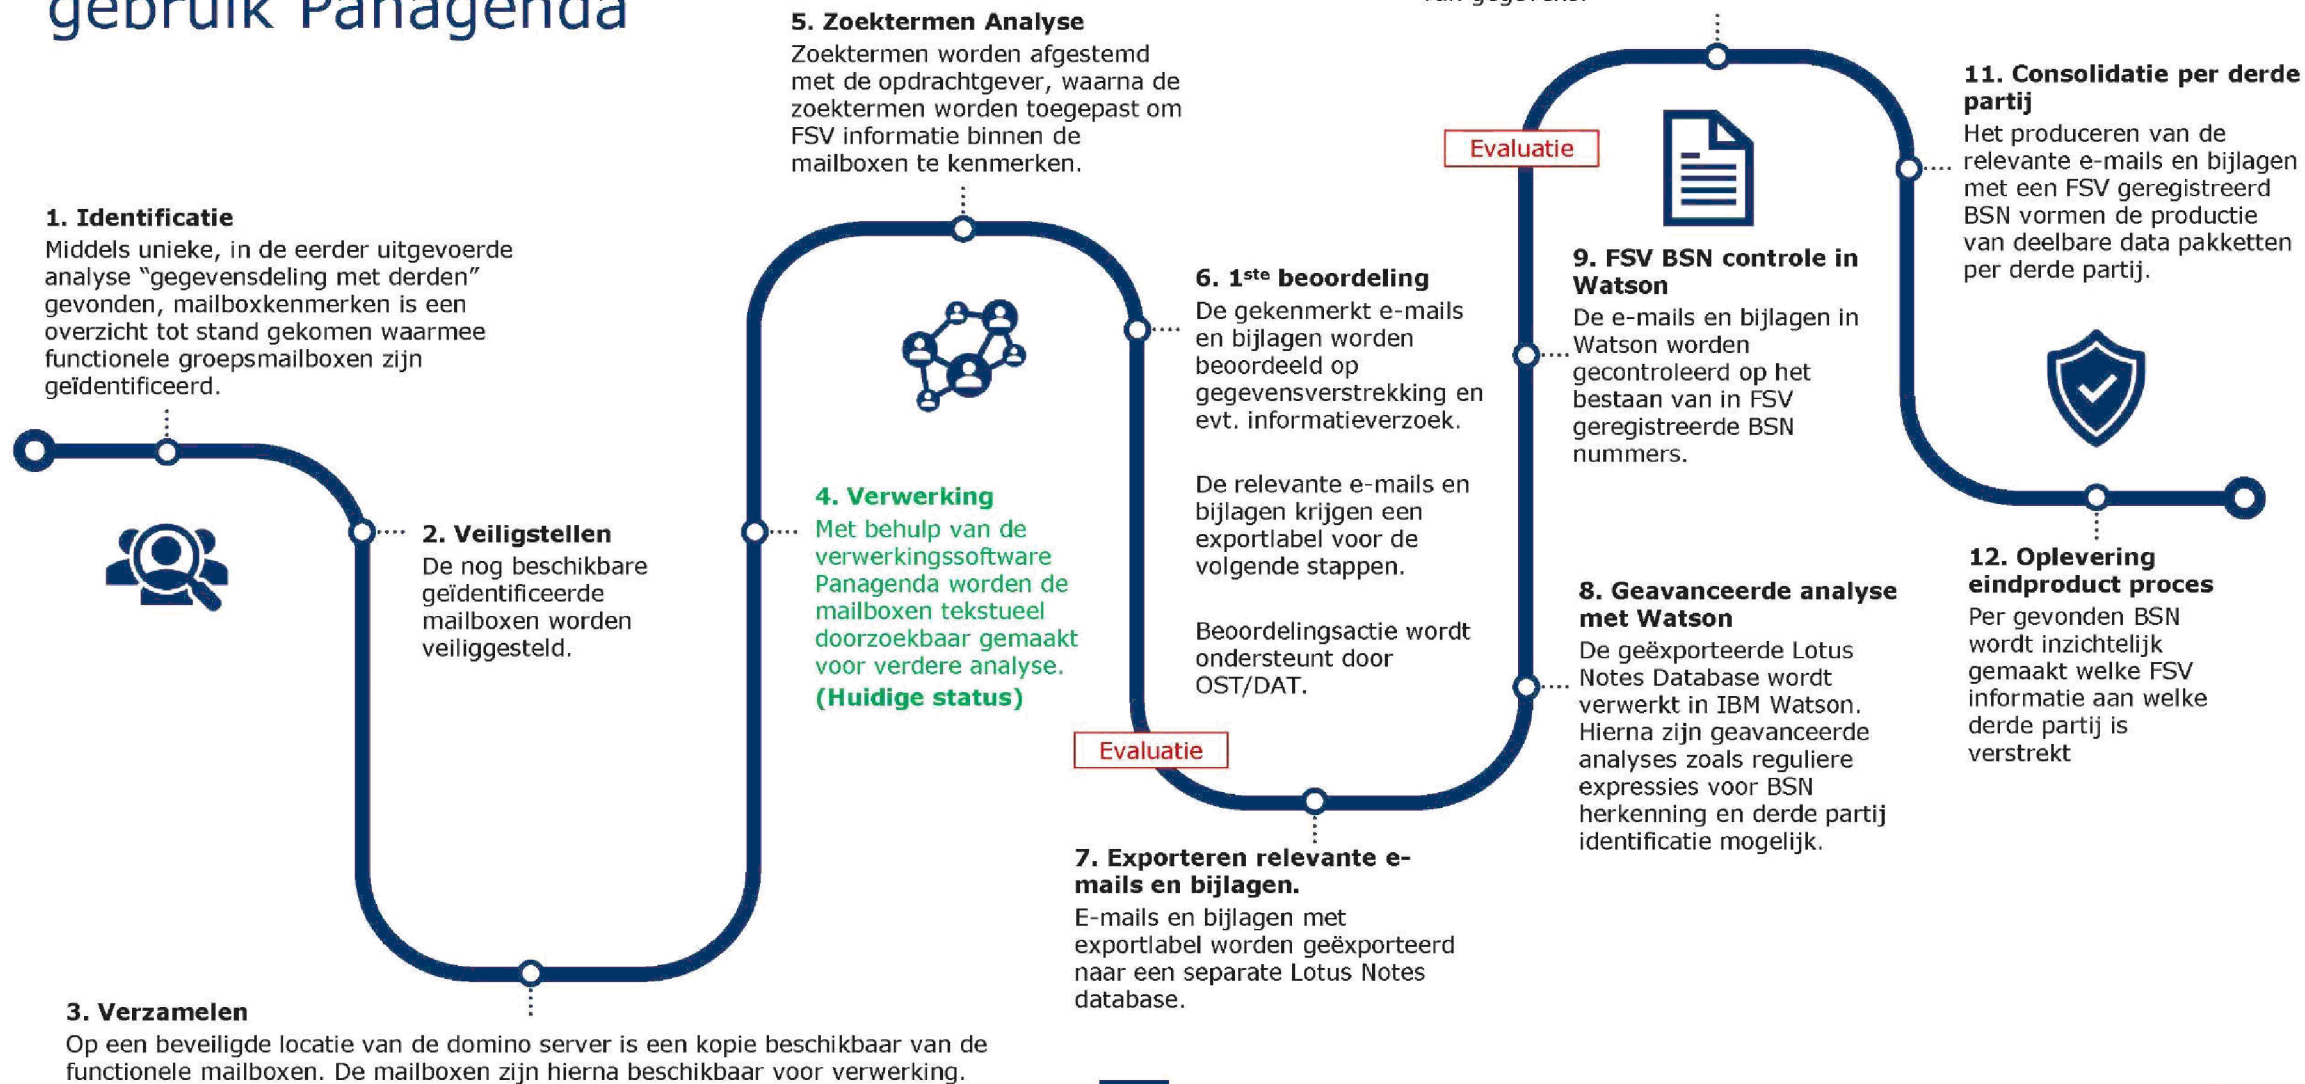 gebruik Panagenda
1. Identificatie
Middels unieke, in de eerder uitgevoerde
analyse “gegevensdeling met derden”
gevonden, mailboxkenmerken is een
overzicht tot stand gekomen waarmee
functionele groepsmailboxen zijn
geïdentificeerd.
2. Veiligstellen
De nog beschikbare
geïdentificeerde
mailboxen worden
veiliggesteld.
3. Verzamelen
Op een beveiligde locatie van de domino server is een kopie beschikbaar van de
functionele mailboxen. De mailboxen zijn hierna beschikbaar voor verwerking.
4. Verwerking
Met behulp van de
verwerkingssoftware
Panagenda worden de
mailboxen tekstueel
doorzoekbaar gemaakt
voor verdere analyse.
(Huidige status)
5. Zoektermen Analyse
Zoektermen worden afgestemd
met de opdrachtgever, waarna de
zoektermen worden toegepast om
FSV informatie binnen de
mailboxen te kenmerken.
6. 1ste beoordeling
De gekenmerkt e-mails
en bijlagen worden
beoordeeld op
gegevensverstrekking en
evt. informatieverzoek.
De relevante e-mails en
bijlagen krijgen een
exportlabel voor de
volgende stappen.
Beoordelingsactie wordt
ondersteunt door
OST/DAT.
Evaluatie
7. Exporteren relevante e-
mails en bijlagen.
E-mails en bijlagen met
exportlabel worden geëxporteerd
naar een separate Lotus Notes
database.
8. Geavanceerde analyse
met Watson
De geëxporteerde Lotus
Notes Database wordt
verwerkt in IBM Watson.
Hierna zijn geavanceerde
analyses zoals reguliere
expressies voor BSN
herkenning en derde partij
identificatie mogelijk.
9. FSV BSN controle in
Watson
De e-mails en bijlagen in
Watson worden
gecontroleerd op het
bestaan van in FSV
geregistreerde BSN
nummers.
Evaluatie
11. Consolidatie per derde
partij
Het produceren van de
relevante e-mails en bijlagen
met een FSV geregistreerd
BSN vormen de productie
van deelbare data pakketten
per derde partij.
12. Oplevering
eindproduct proces
Per gevonden BSN
wordt inzichtelijk
gemaakt welke FSV
informatie aan welke
derde partij is
verstrekt